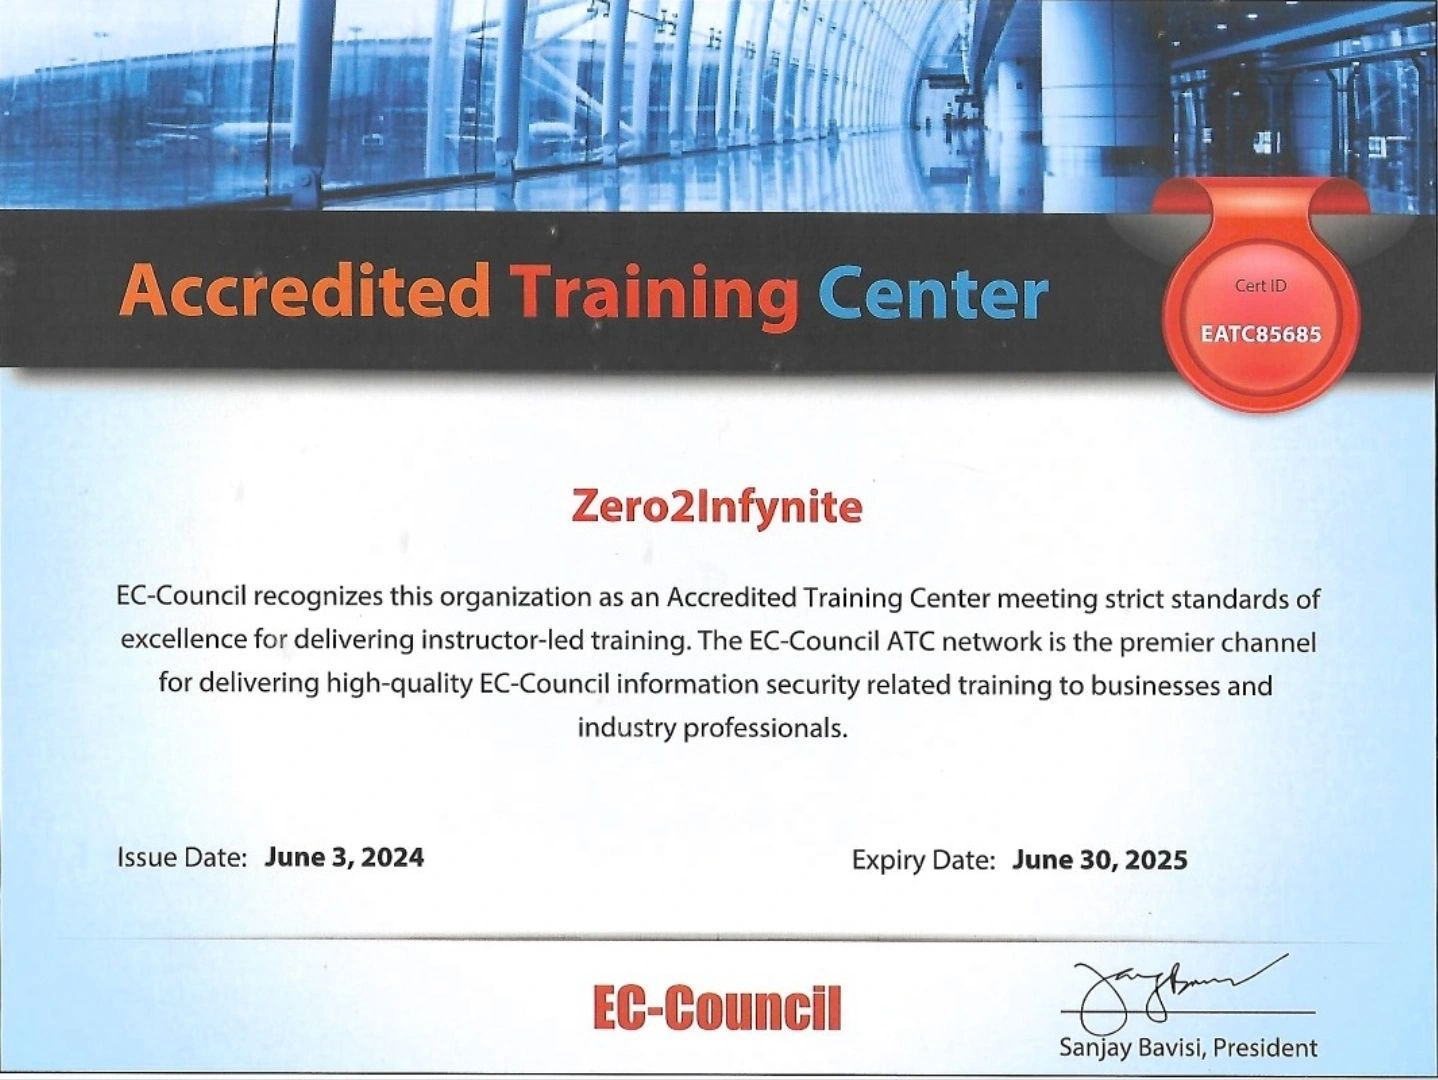 Accredited Training Center
Cert ID
EATC85685
Zero2Infynite
EC-Council recognizes this organization as an Accredited Training Center meeting strict standards of
excellence for delivering instructor-led training. The EC-Council ATC network is the premier channel
for delivering high-quality EC-Council information security related training to businesses and
industry professionals.
Issue Date: June 3, 2024
Expiry Date: June 30, 2025
EC-Council
Sanjay Bavisi, President